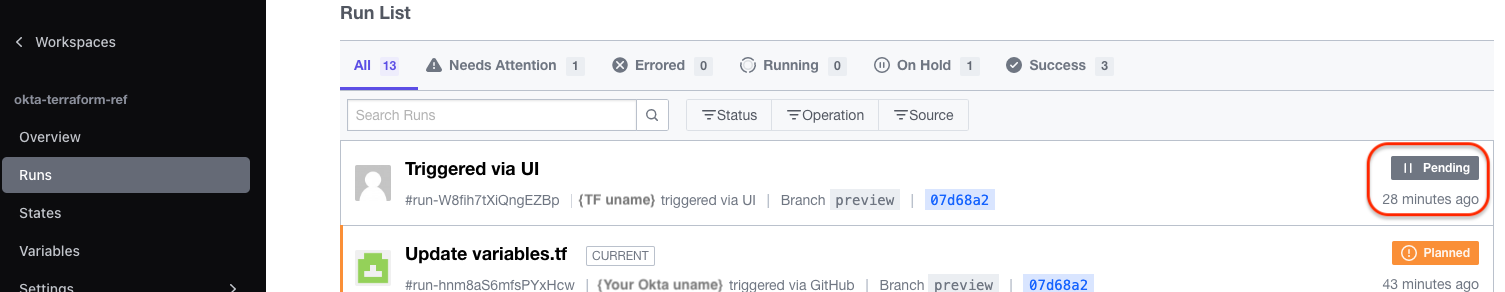 Run List
Workspaces
All 13 Needs Attention 1 Errored 0 Running 0 On Hold 1 Success 3
okta-terraform-ref
Search Runs Status Operation Source
Overview
Triggered via UI Pending
Runs
#run-W8fih7tXiQngEZBp | {TF uname} triggered via UI | Branch preview | 07d68a2 28 minutes ago
States
Variables
Update variables.tf CURRENT Planned
Settings
#run-hnm8aS6mfsPYxHcw | {Your Okta uname} triggered via GitHub | Branch preview | 07d68a2 43 minutes ago